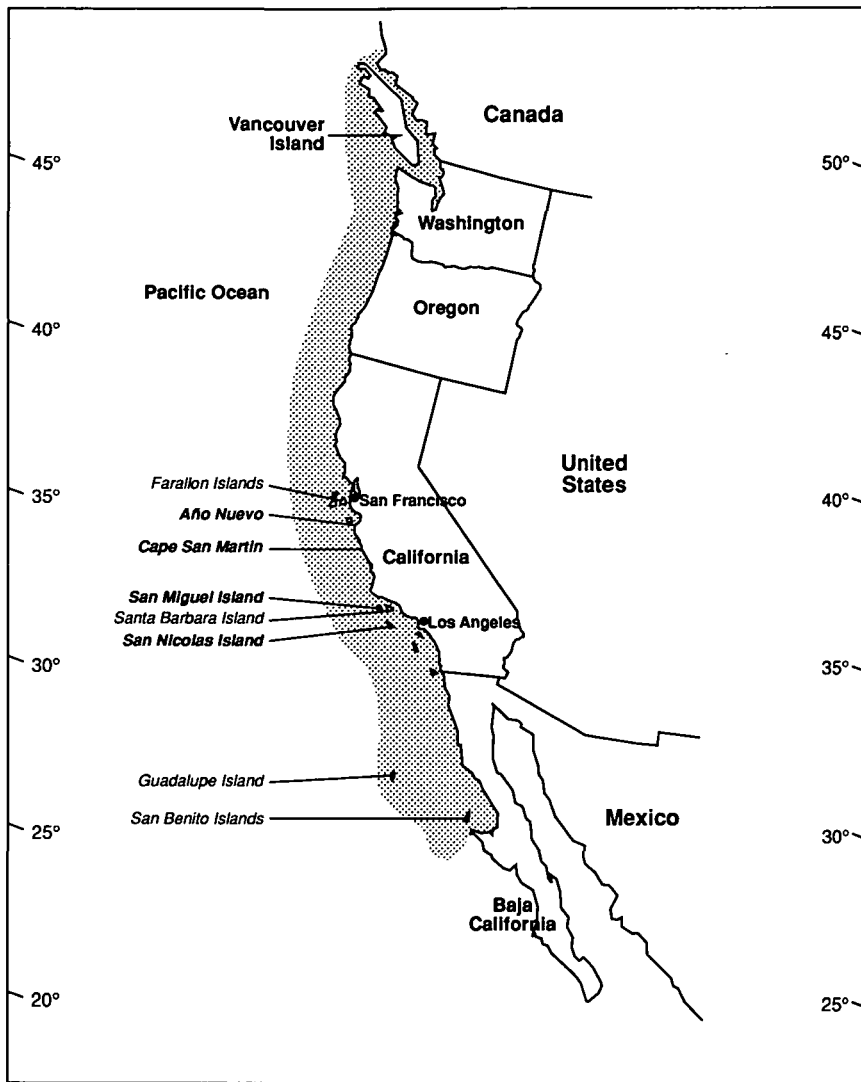 Canada
Vancouver
Island
45°
50°
Washington
Pacific Ocean
Oregon
40°
45°
United
States
Farallon Islands
San Francisco
35°
40°
Año Nuevo
Cape San Martin
California
San Miguel Island
Santa Barbara Island
Los Angeles
San Nicolas Island
30°
35°
Guadalupe Island
San Benito Islands
Mexico
25°
30°
Baja
California
20°
25°